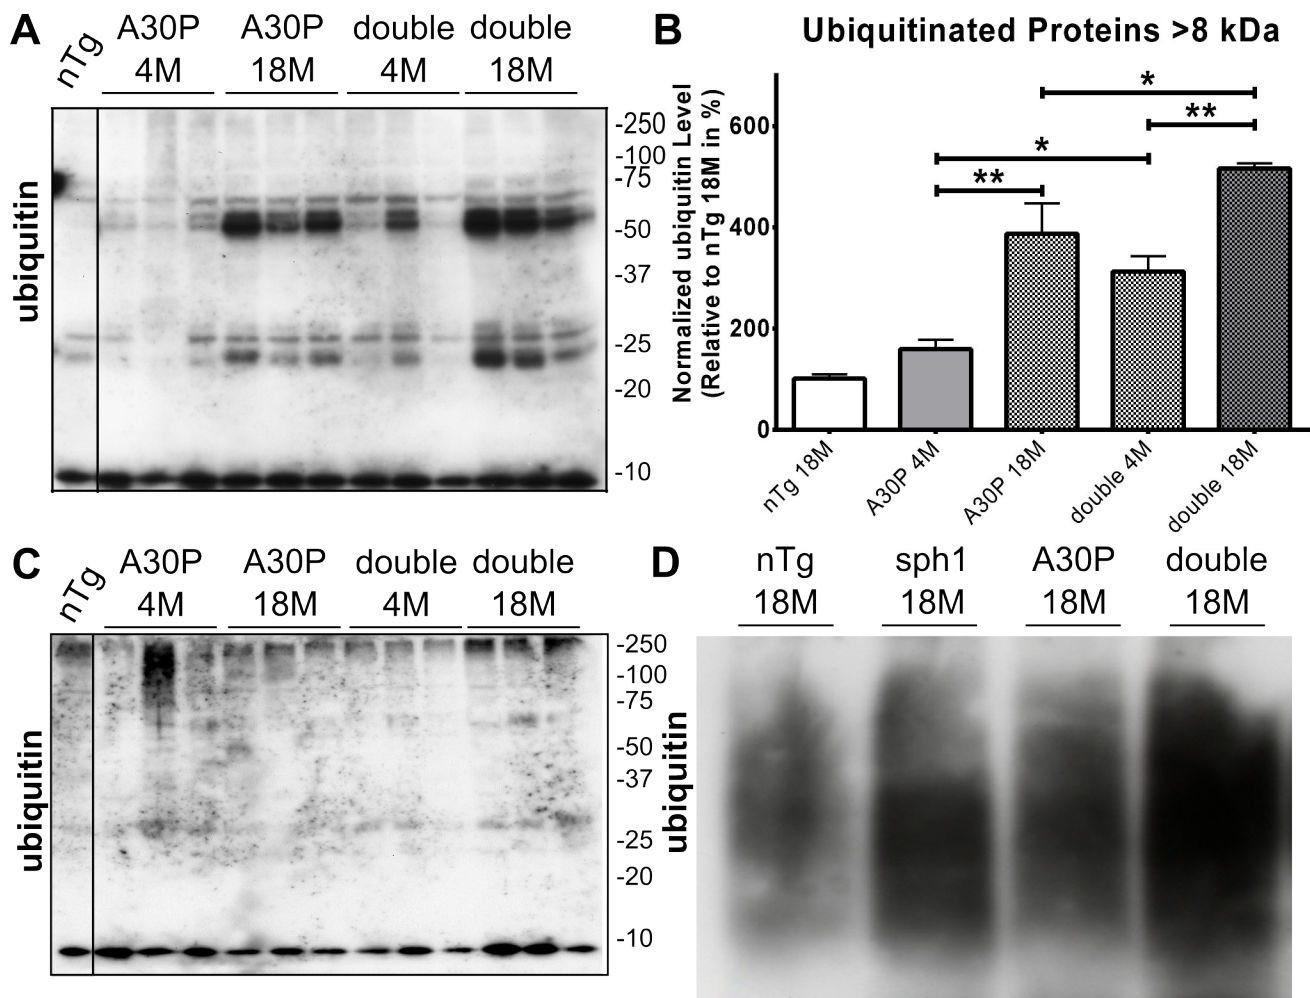 A
nTg
A30P
4M
A30P
18M
double
4M
double
18M
ubiquitin
-250
-100
-75
-50
-37
-25
-20
-10
B
Ubiquitinated Proteins >8 kDa
Normalized ubiquitin Level
(Relative to nTg 18M in %)
600
400
200
0
*
**
*
**
nTg 18M
A30P 4M
A30P 18M
double 4M
double 18M
C
nTg
A30P
4M
A30P
18M
double
4M
double
18M
ubiquitin
-250
-100
-75
-50
-37
-25
-20
-10
D
nTg
18M
sph1
18M
A30P
18M
double
18M
ubiquitin